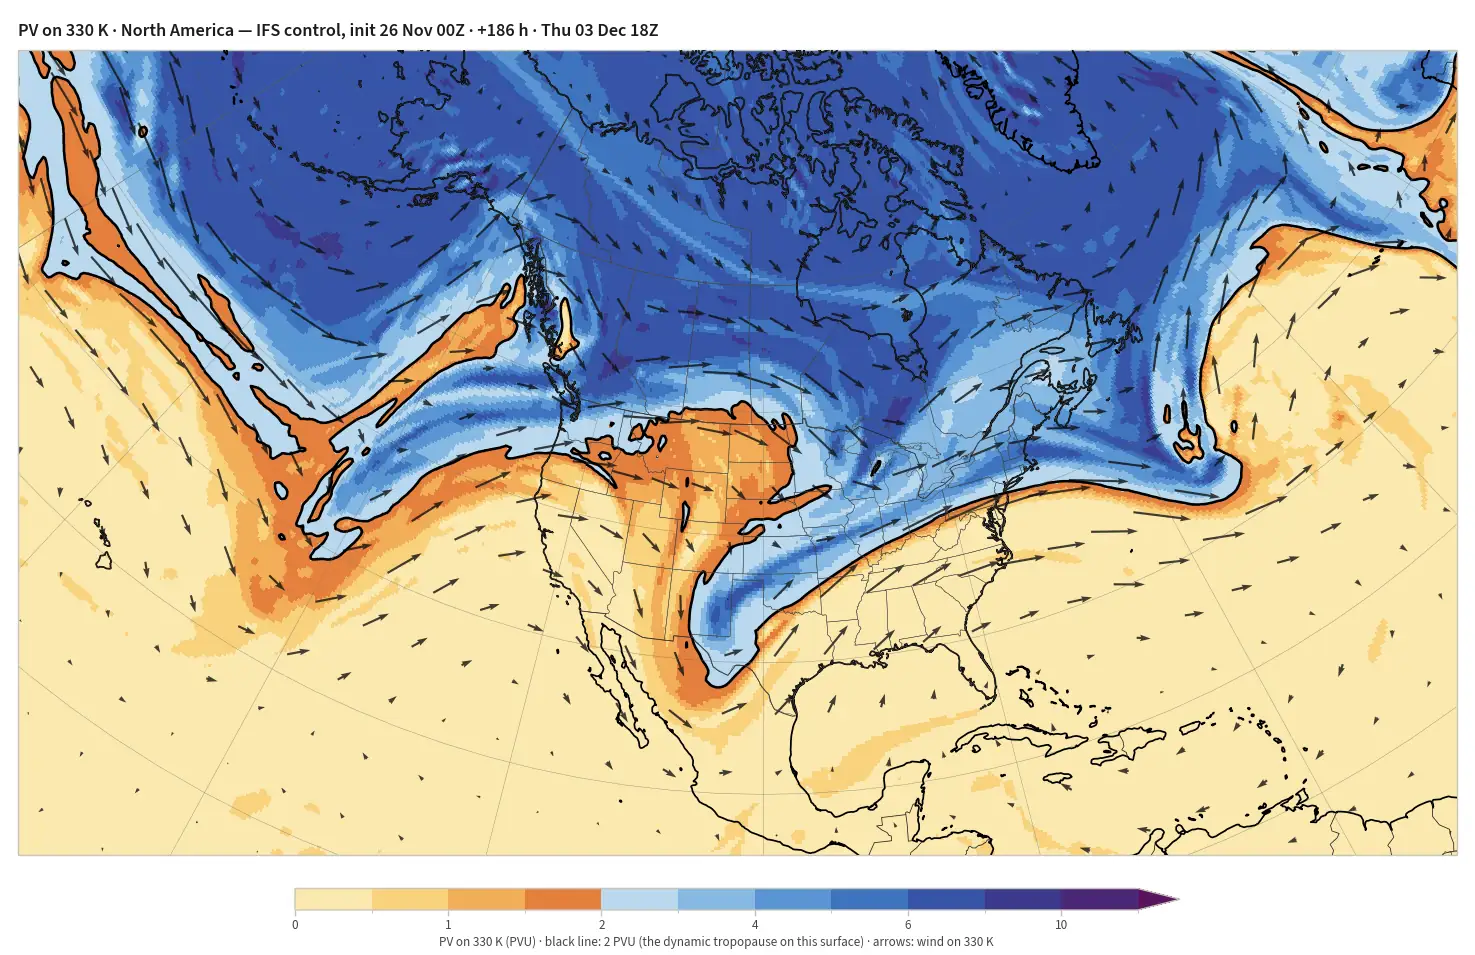 PV on 330 K · North America — IFS control, init 26 Nov 00Z · +186 h · Thu 03 Dec 18Z
0 1 2 4 6 10
PV on 330 K (PVU) · black line: 2 PVU (the dynamic tropopause on this surface) · arrows: wind on 330 K